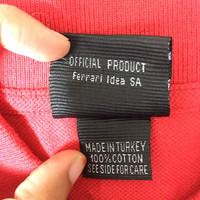 OFFICIAL PRODUCT
Ferrari Idea SA
MADE IN TURKEY
100% COTTON
SEE SIDE FOR CARE